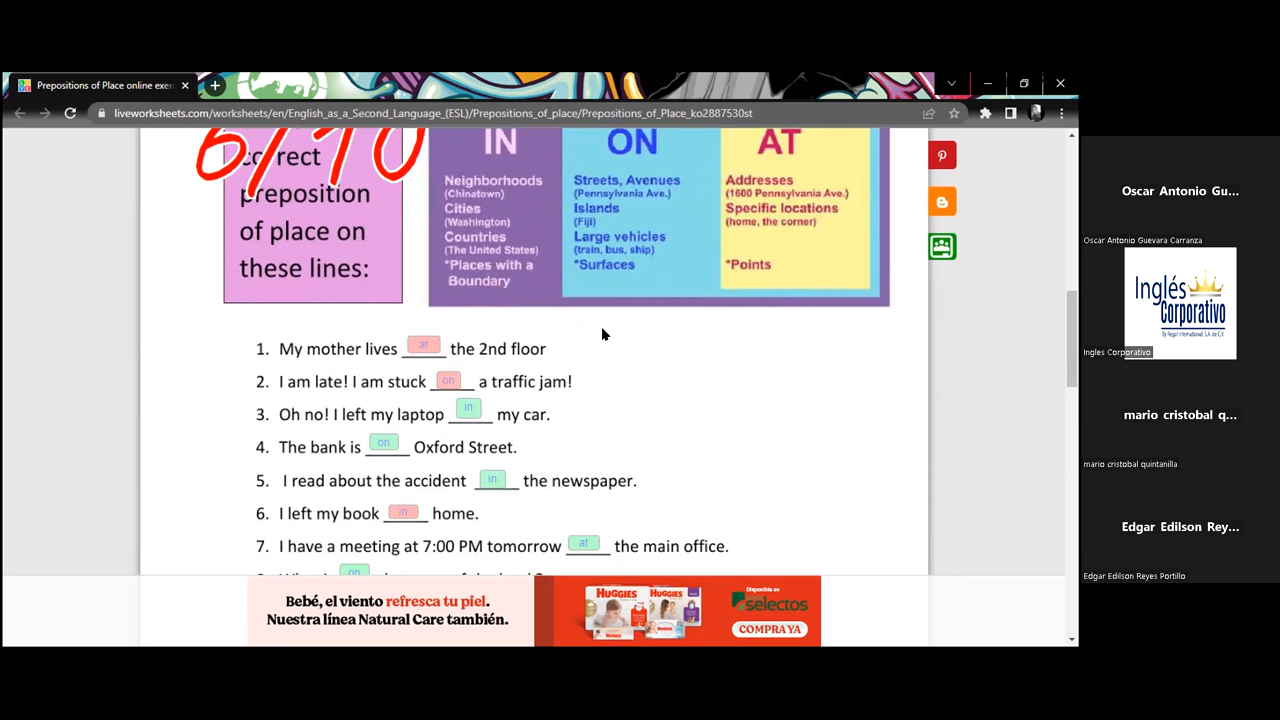 Prepositions of Place online exer
liveworksheets.com/worksheets/en/English_as_a_Second_Language_(ESL)/Prepositions_of_place/Prepositions_of_Place_ko2887530st
6/10
correct
preposition
of place on
these lines:
IN
Neighborhoods
(Chinatown)
Cities
(Washington)
Countries
(The United States)
*Places with a
Boundary
ON
Streets, Avenues
(Pennsylvania Ave.)
Islands
(Fiji)
Large vehicles
(train, bus, ship)
*Surfaces
AT
Addresses
(1600 Pennsylvania Ave.)
Specific locations
(home, the corner)
*Points
1. My mother lives at the 2nd floor
2. I am late! I am stuck on a traffic jam!
3. Oh no! I left my laptop in my car.
4. The bank is on Oxford Street.
5. I read about the accident in the newspaper.
6. I left my book in home.
7. I have a meeting at 7:00 PM tomorrow at the main office.
on
Bebé, el viento refresca tu piel.
Nuestra línea Natural Care también.
HUGGIES
HUGGIES
Disponible en
selectos
COMPRA YA
Oscar Antonio Gu...
Oscar Antonio Guevara Carranza
Inglés
Corporativo
By Regal International, S.A. de C.V.
Ingles Corporativo
mario cristobal q...
mario cristobal quintanilla
Edgar Edilson Rey...
Edgar Edilson Reyes Portillo